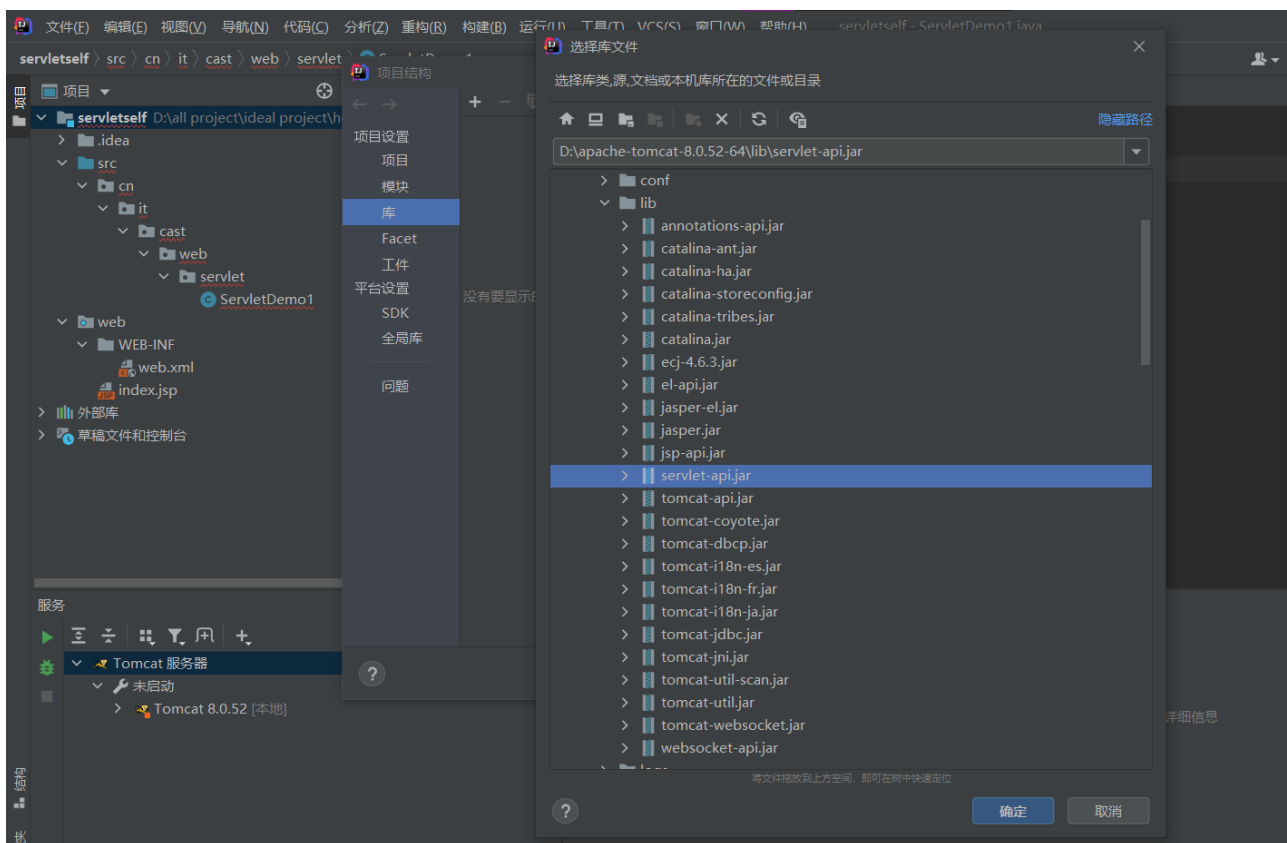 文件(F) 编辑(E) 视图(V) 导航(N) 代码(C) 分析(Z) 重构(R) 构建(B) 运行(U) 工具(T) VCS(S) 窗口(W) 帮助(H) servletself - ServletDemo1.java
servletself src cn it cast web servlet
项目
项目
servletself D:\all project\ideal project\h
.idea
src
cn
it
cast
web
servlet
ServletDemo1
web
WEB-INF
web.xml
index.jsp
外部库
草稿文件和控制台
项目结构
项目设置
项目
模块
库
Facet
工件
平台设置
SDK
全局库
问题
没有要显示的
选择库文件
选择库类,源,文档或本机库所在的文件或目录
隐藏路径
D:\apache-tomcat-8.0.52-64\lib\servlet-api.jar
conf
lib
annotations-api.jar
catalina-ant.jar
catalina-ha.jar
catalina-storeconfig.jar
catalina-tribes.jar
catalina.jar
ecj-4.6.3.jar
el-api.jar
jasper-el.jar
jasper.jar
jsp-api.jar
servlet-api.jar
tomcat-api.jar
tomcat-coyote.jar
tomcat-dbcp.jar
tomcat-i18n-es.jar
tomcat-i18n-fr.jar
tomcat-i18n-ja.jar
tomcat-jdbc.jar
tomcat-jni.jar
tomcat-util-scan.jar
tomcat-util.jar
tomcat-websocket.jar
websocket-api.jar
将文件拖放到上方空间，即可在树中快速定位
确定 取消
服务
Tomcat 服务器
未启动
Tomcat 8.0.52 [本地]
详细信息
结构